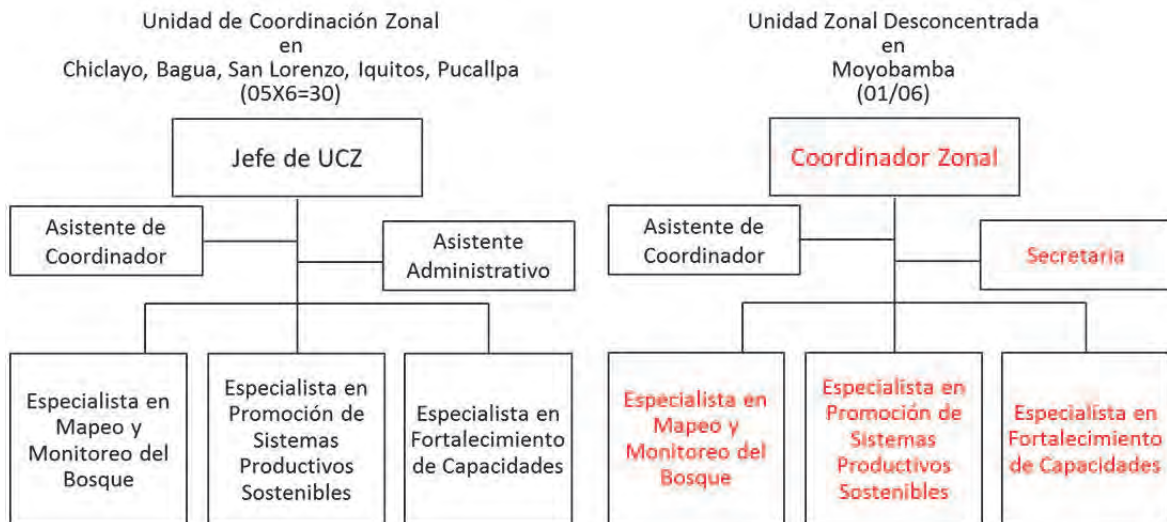 Unidad de Coordinación Zonal
en
Chiclayo, Bagua, San Lorenzo, Iquitos, Pucallpa
(05X6=30)
Jefe de UCZ
Asistente de
Coordinador
Asistente
Administrativo
Especialista en
Mapeo y
Monitoreo del
Bosque
Especialista en
Promoción de
Sistemas
Productivos
Sostenibles
Especialista en
Fortalecimiento
de Capacidades
Unidad Zonal Desconcentrada
en
Moyobamba
(01/06)
Coordinador Zonal
Asistente de
Coordinador
Secretaria
Especialista en
Mapeo y
Monitoreo del
Bosque
Especialista en
Promoción de
Sistemas
Productivos
Sostenibles
Especialista en
Fortalecimiento
de Capacidades